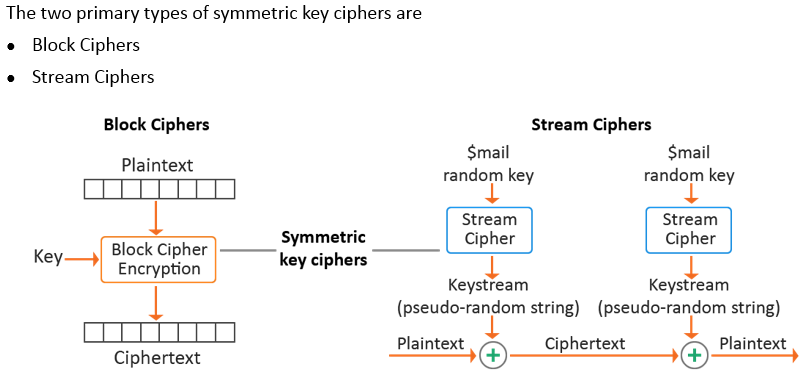 The two primary types of symmetric key ciphers are
• Block Ciphers
• Stream Ciphers
Block Ciphers
Plaintext
Key
Block Cipher
Encryption
Ciphertext
Symmetric
key ciphers
Stream Ciphers
$mail
random key
Stream
Cipher
Keystream
(pseudo-random string)
$mail
random key
Stream
Cipher
Keystream
(pseudo-random string)
Plaintext
+
Ciphertext
+
Plaintext